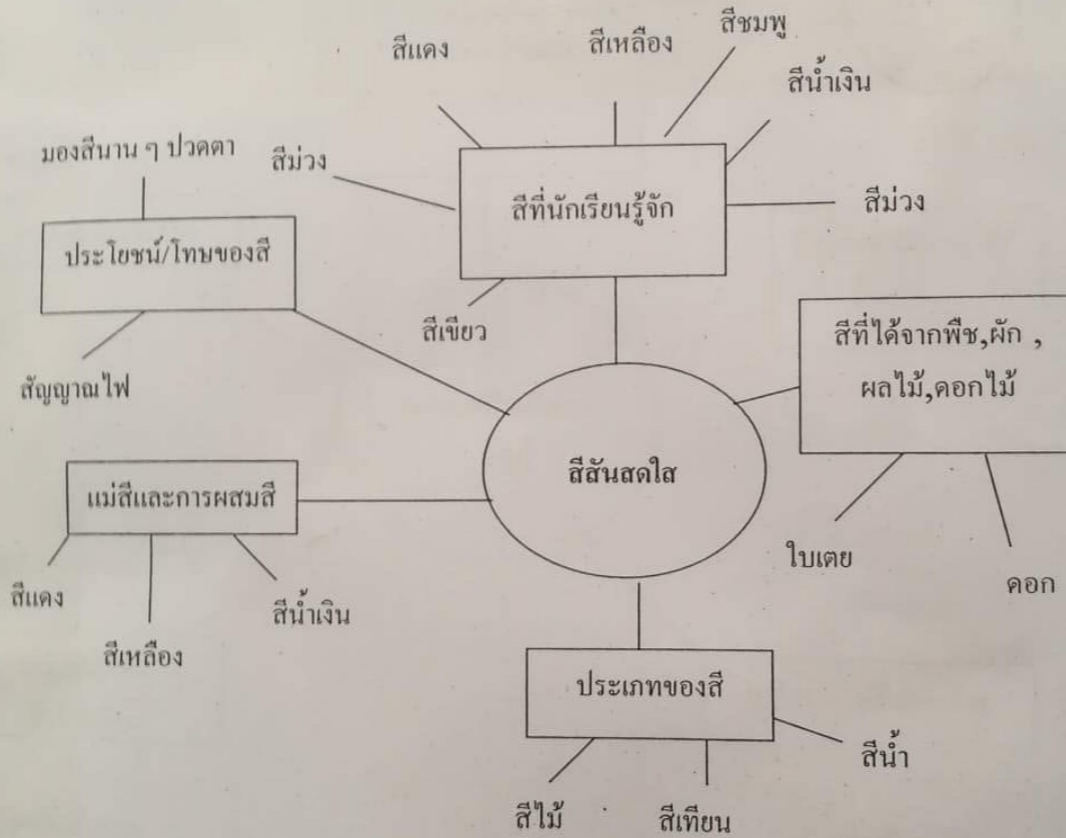 สีแดง
สีเหลือง
สีชมพู
สีน้ำเงิน
มองสีนาน ๆ ปวดตา
สีม่วง
สีที่นักเรียนรู้จัก
สีม่วง
ประโยชน์/โทษของสี
สีเขียว
สีที่ได้จากพืช,ผัก ,
ผลไม้,ดอกไม้
สัญญาณไฟ
สีสันสดใส
แม่สีและการผสมสี
ใบเตย
ดอก
สีแดง
สีน้ำเงิน
สีเหลือง
ประเภทของสี
สีน้ำ
สีไม้
สีเทียน